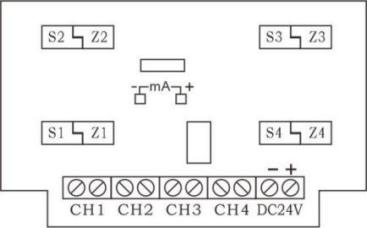 S2 Z2 S3 Z3
- mA +
S1 Z1 S4 Z4
- +
CH1 CH2 CH3 CH4 DC24V